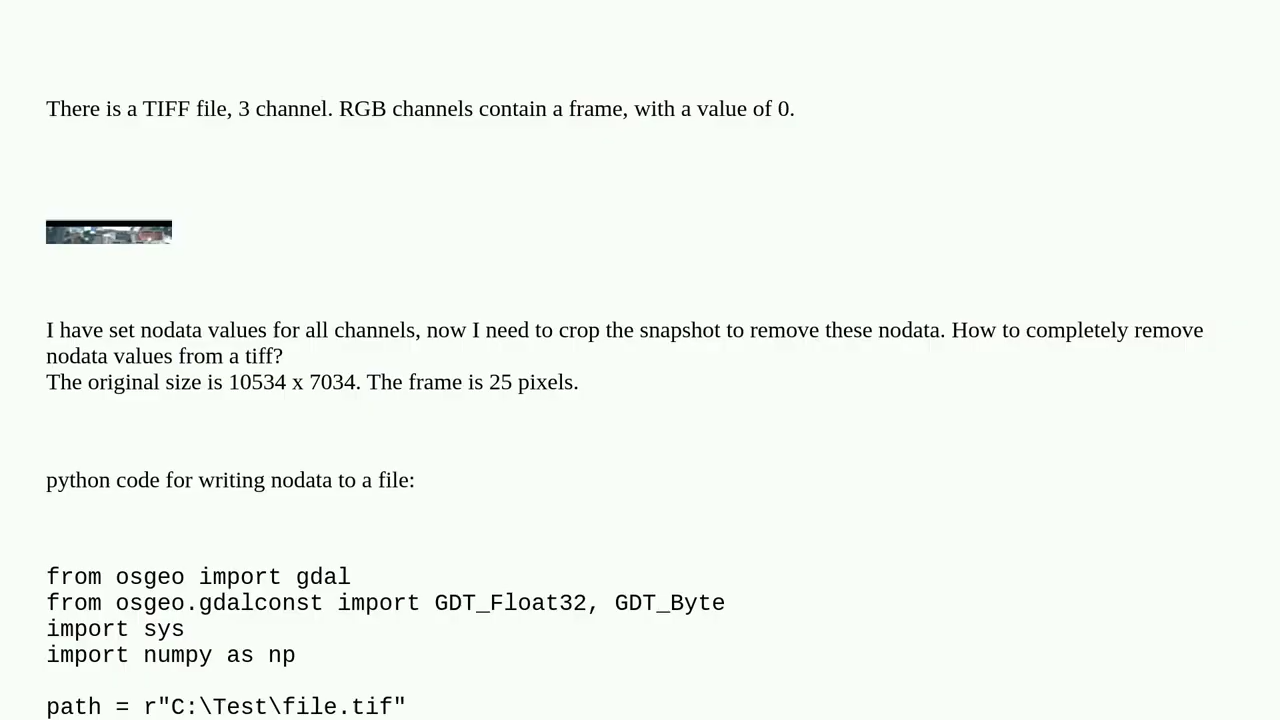 There is a TIFF file, 3 channel. RGB channels contain a frame, with a value of 0.
I have set nodata values for all channels, now I need to crop the snapshot to remove these nodata. How to completely remove
nodata values from a tiff?
The original size is 10534 x 7034. The frame is 25 pixels.
python code for writing nodata to a file:
from osgeo import gdal
from osgeo.gdalconst import GDT_Float32, GDT_Byte
import sys
import numpy as np
path = r"C:\Test\file.tif"